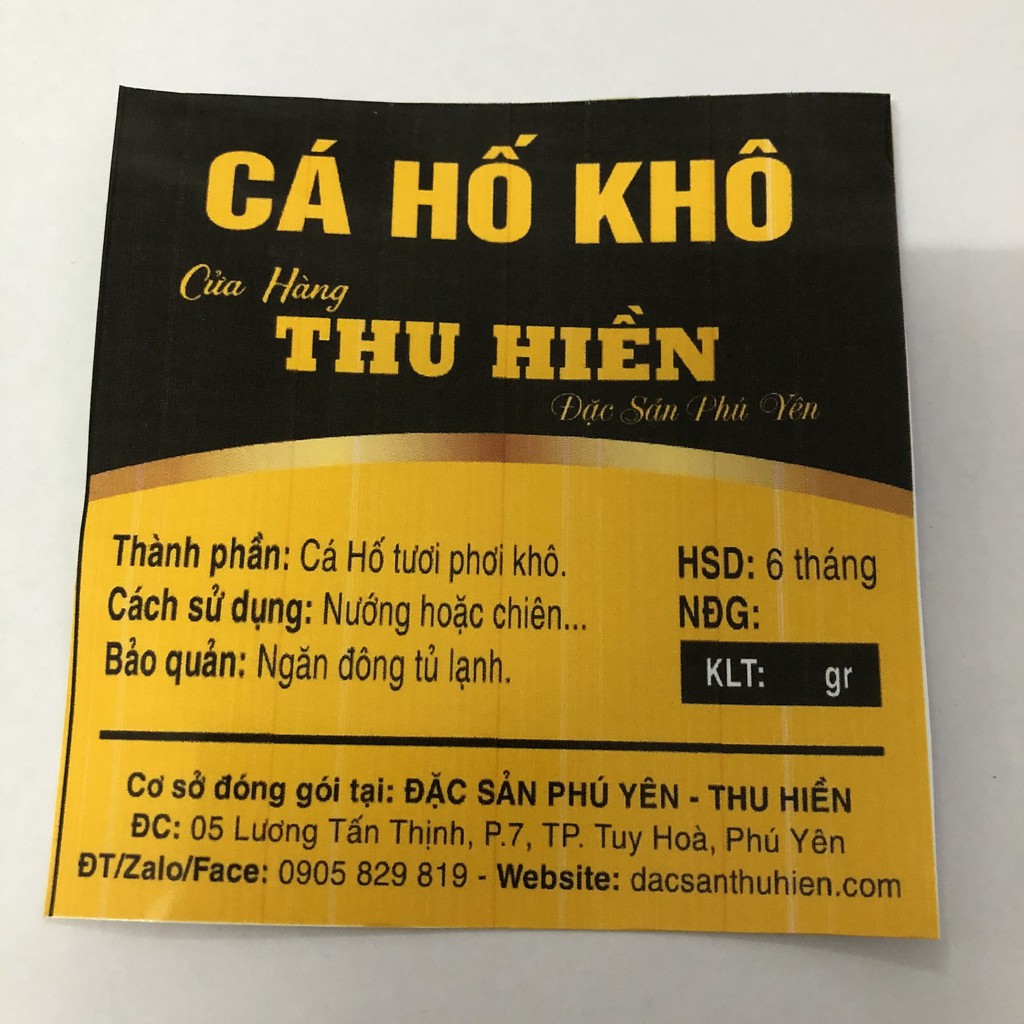 CÁ HỐ KHÔ
Cửa Hàng
THU HIỀN
Đặc Sản Phú Yên
Thành phần: Cá Hố tươi phơi khô.
Cách sử dụng: Nướng hoặc chiên...
Bảo quản: Ngăn đông tủ lạnh.
HSD: 6 tháng
NĐG:
KLT: gr
Cơ sở đóng gói tại: ĐẶC SẢN PHÚ YÊN - THU HIỀN
ĐC: 05 Lương Tấn Thịnh, P.7, TP. Tuy Hoà, Phú Yên
ĐT/Zalo/Face: 0905 829 819 - Website: dacsanthuhien.com